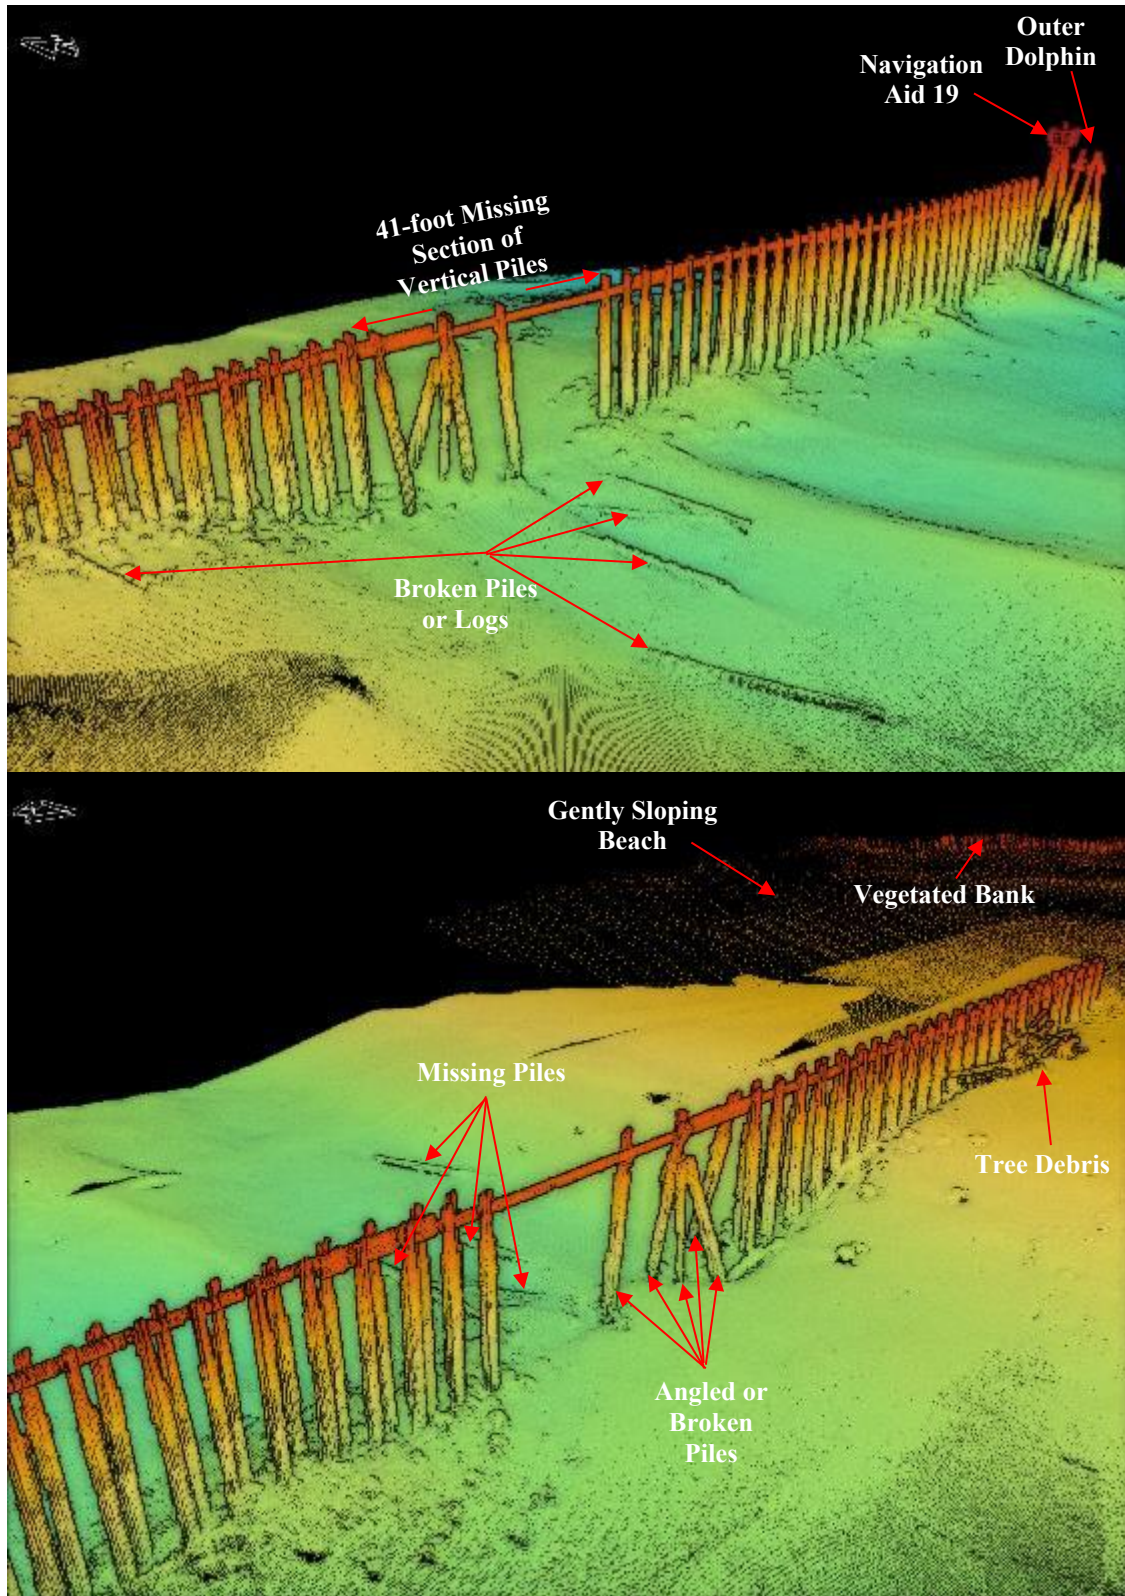 Outer
Dolphin
Navigation
Aid 19
41-foot Missing
Section of
Vertical Piles
Broken Piles
or Logs
Gently Sloping
Beach
Vegetated Bank
Missing Piles
Tree Debris
Angled or
Broken
Piles